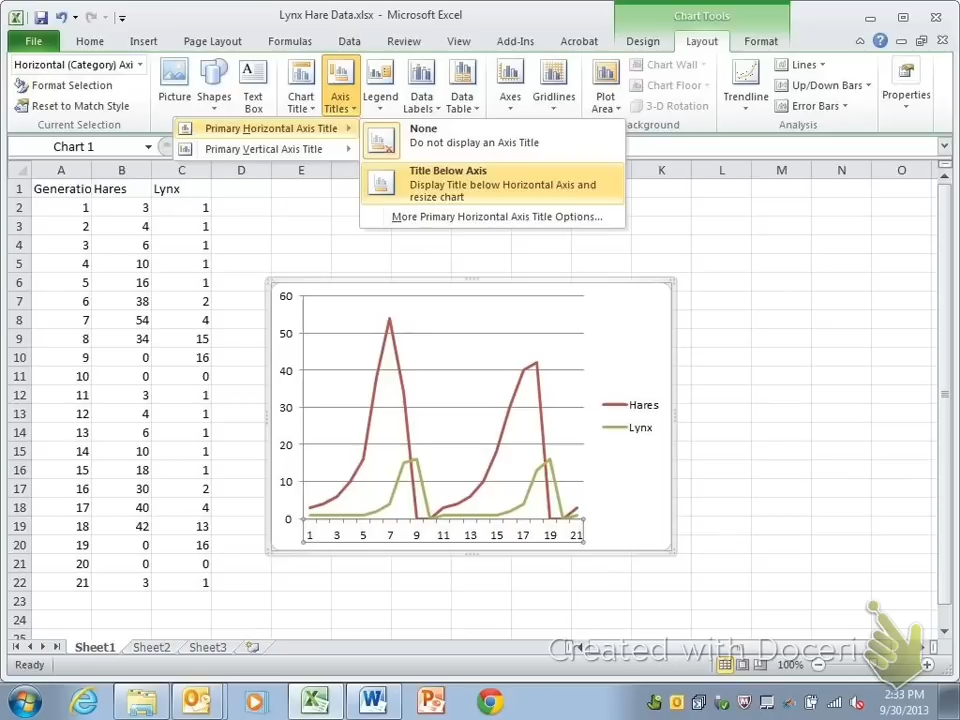 Lynx Hare Data.xlsx - Microsoft Excel
Chart Tools
File Home Insert Page Layout Formulas Data Review View Add-Ins Acrobat Design Layout Format
Horizontal (Category) Axi
Format Selection
Reset to Match Style
Current Selection
Picture
Shapes
Text Box
Chart Title
Axis Titles
Legend
Data Labels
Data Table
Axes
Gridlines
Plot Area
Chart Wall
Chart Floor
3-D Rotation
ackground
Trendline
Lines
Up/Down Bars
Error Bars
Analysis
Properties
Primary Horizontal Axis Title
Primary Vertical Axis Title
None
Do not display an Axis Title
Title Below Axis
Display Title below Horizontal Axis and
resize chart
More Primary Horizontal Axis Title Options...
Chart 1
A B C D E K L M N O
1 Generatio Hares Lynx
2 1 3 1
3 2 4 1
4 3 6 1
5 4 10 1
6 5 16 1
7 6 38 2
8 7 54 4
9 8 34 15
10 9 0 16
11 10 0 0
12 11 3 1
13 12 4 1
14 13 6 1
15 14 10 1
16 15 18 1
17 16 30 2
18 17 40 4
19 18 42 13
20 19 0 16
21 20 0 0
22 21 3 1
23
24
25
60
50
40
30
20
10
0
1 3 5 7 9 11 13 15 17 19 21
Hares
Lynx
Sheet1 Sheet2 Sheet3
Created with Doceri
Ready
100%
2:33 PM
9/30/2013